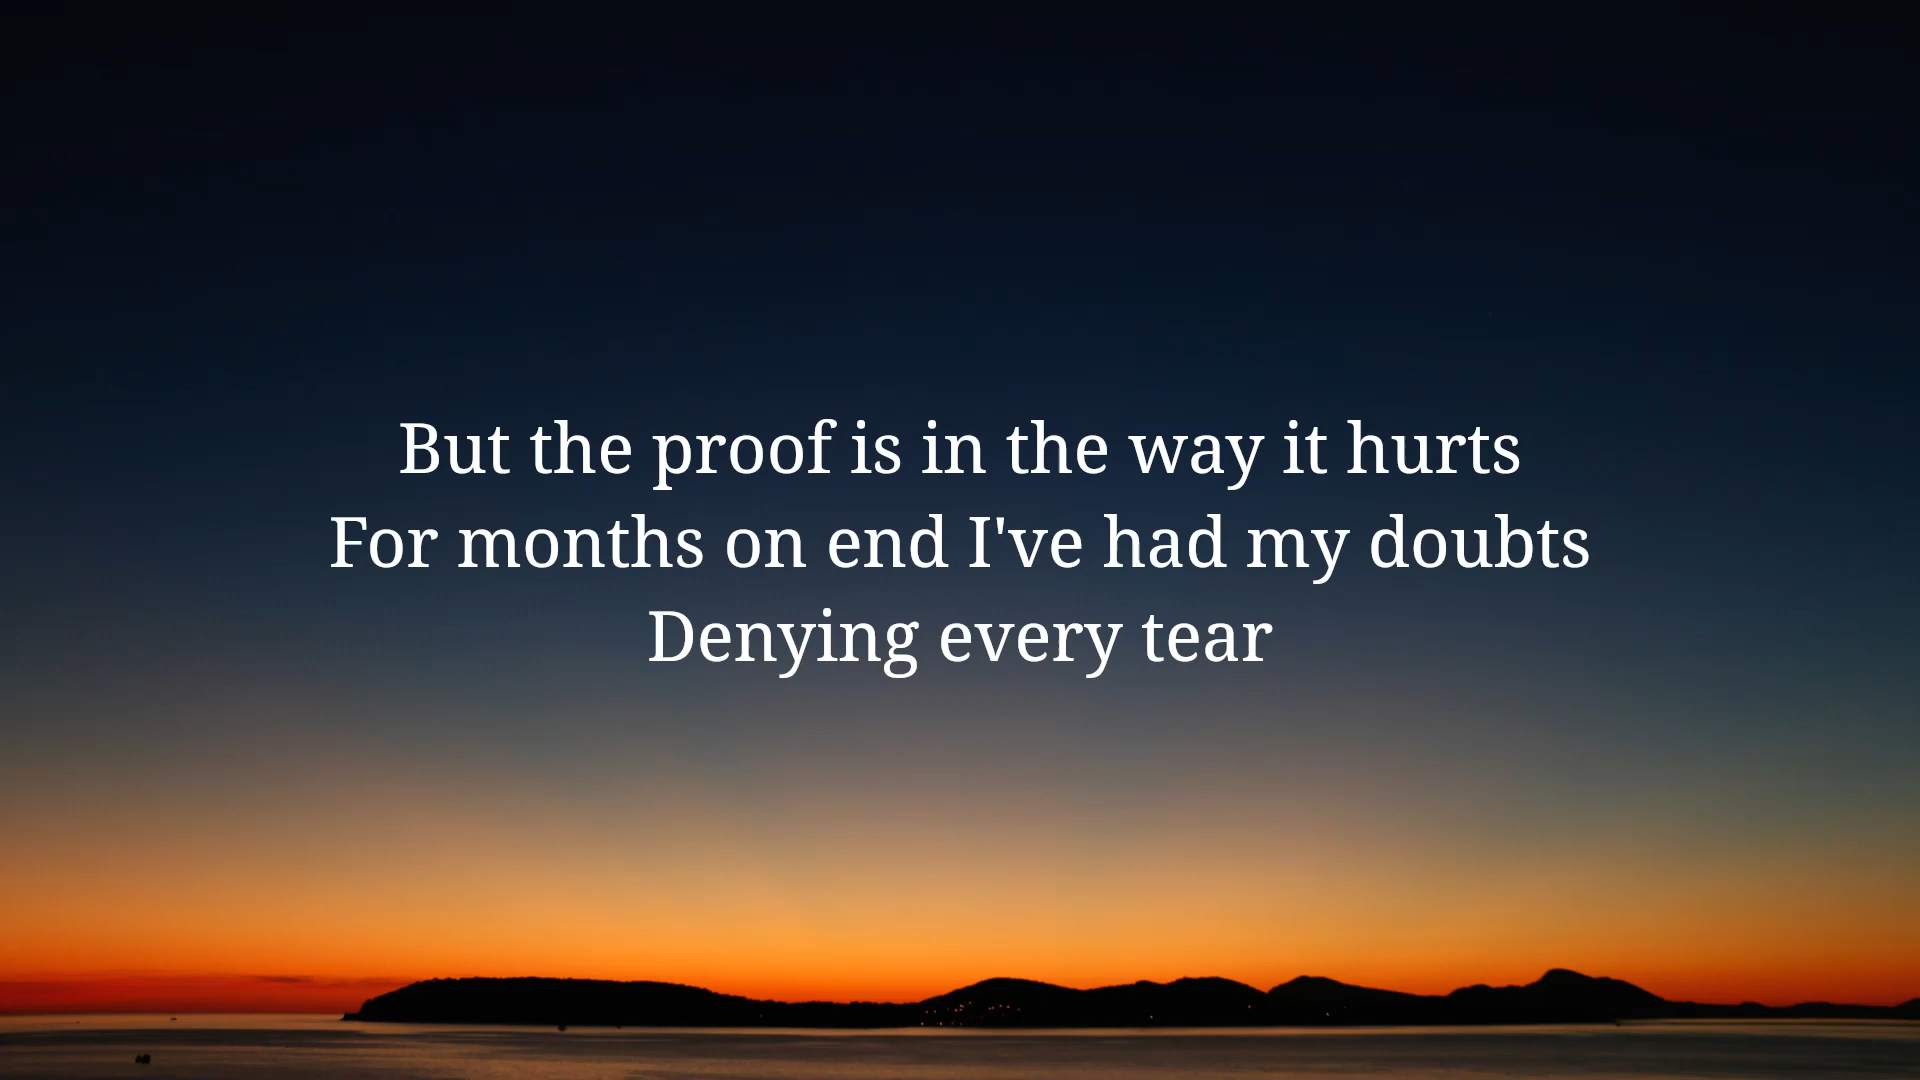 But the proof is in the way it hurts
For months on end I've had my doubts
Denying every tear